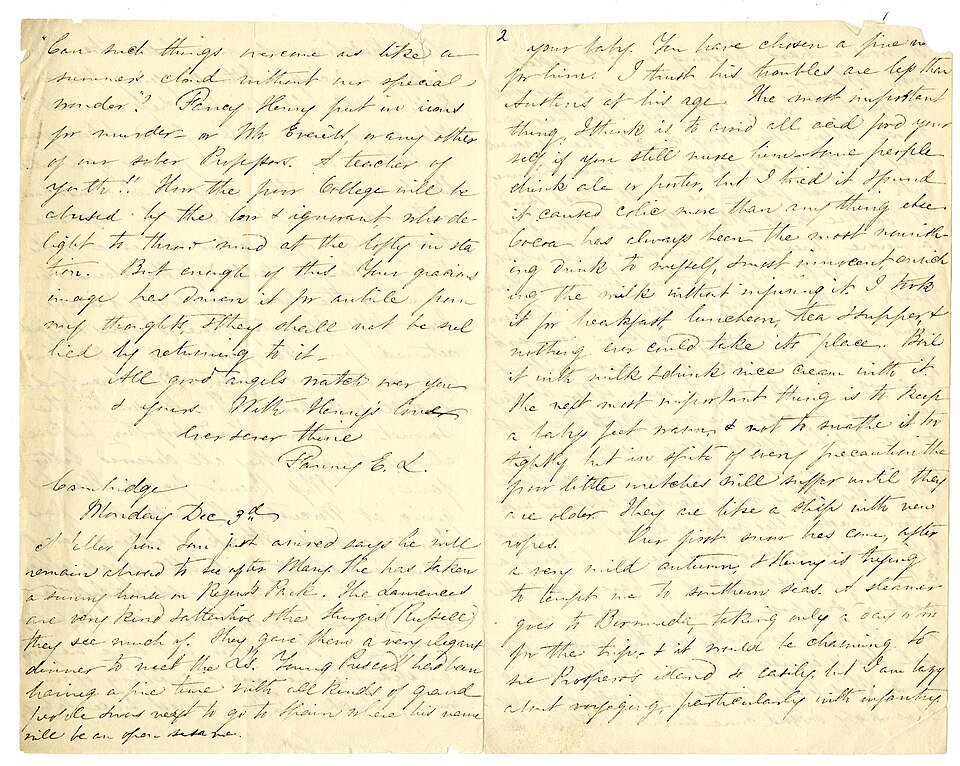 "Can such things overcome us like a
summer's cloud without our special
wonder"? Fancy Henry put in irons
for murder – or Mr Everett, or any other
of our sober Professors. A teacher of
youth!! How the poor College will be
abused by the low & ignorant who de-
light to throw mud at the lofty in sta
tion. But enough of this. Your gracious
image has driven it for awhile from
my thoughts, & they shall not be sul
lied by returning to it –
All good angels watch over you
& yours. With Henry's love
Ever & ever thine
Fanny E. L.
Cambridge
Monday Dec 3d
A letter from Tom just arrived says he will
remain abroad to see after Mary. She has taken
a sunny house on Regent's Park. The Lawrences
are very kind & attentive & the Sturgis (Russell)
they see much of. They gave them a very elegant
dinner to meet the L's. Young Prescott had been
having a fine time with all kinds of grand
people & was next to go to Spain where his name
will be an open sesame.
2
your baby. You have chosen a fine
for him. I trust his troubles are less than
Austin's at his age. The most important
thing, I think is to avoid all acid food your
self, if you still nurse him – some people
drink ale or porter, but I tried it & found
it caused colic more than any thing else.
Cocoa has always been the most nourish-
ing drink to myself, & most innocent enrich
ing the milk without injuring it. I took
it for breakfast, luncheon, tea & supper, &
nothing ever could take its place. Boil
it with milk & drink nice cream with it.
The next most important thing is to keep
a baby's feet warm, & not to swathe it too
tightly but in spite of every precaution the
poor little wretches will suffer until they
are older. They are like a ship with new
ropes. Our first snow has come, after
a very mild autumn, & Henry is trying
to tempt me to southern seas. A steamer
goes to Bermuda, taking only a day or two
for the trip, & it would be charming to
see Prospero's island so easily, but I am lazy
about voyaging, particularly with infantry.